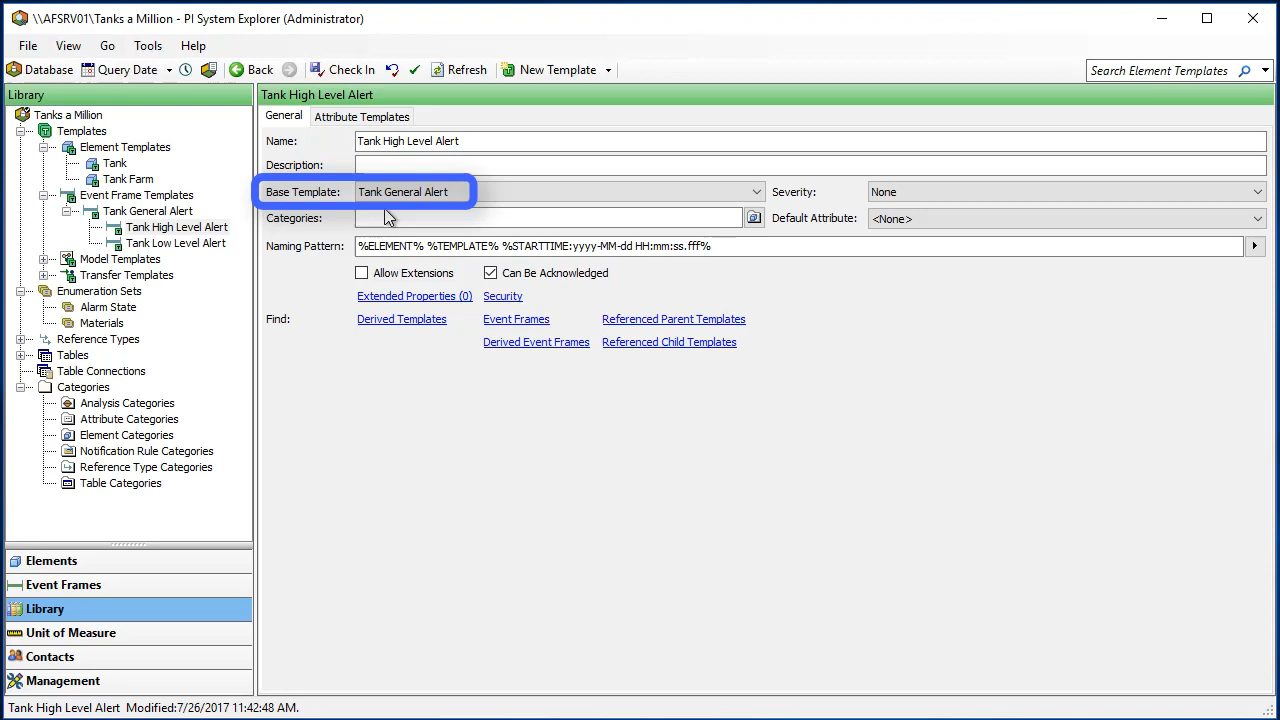 \\AFSRV01\Tanks a Million - PI System Explorer (Administrator)
File View Go Tools Help
Database Query Date Back Check In Refresh New Template Search Element Templates
Library
Tanks a Million
Templates
Element Templates
Tank
Tank Farm
Event Frame Templates
Tank General Alert
Tank High Level Alert
Tank Low Level Alert
Model Templates
Transfer Templates
Enumeration Sets
Alarm State
Materials
Reference Types
Tables
Table Connections
Categories
Analysis Categories
Attribute Categories
Element Categories
Notification Rule Categories
Reference Type Categories
Table Categories
Elements
Event Frames
Library
Unit of Measure
Contacts
Management
Tank High Level Alert
General Attribute Templates
Name: Tank High Level Alert
Description:
Base Template: Tank General Alert Severity: None
Categories: Default Attribute: <None>
Naming Pattern: %ELEMENT% %TEMPLATE% %STARTTIME:yyyy-MM-dd HH:mm:ss.fff%
Allow Extensions Can Be Acknowledged
Extended Properties (0) Security
Find: Derived Templates Event Frames Referenced Parent Templates
Derived Event Frames Referenced Child Templates
Tank High Level Alert Modified:7/26/2017 11:42:48 AM.